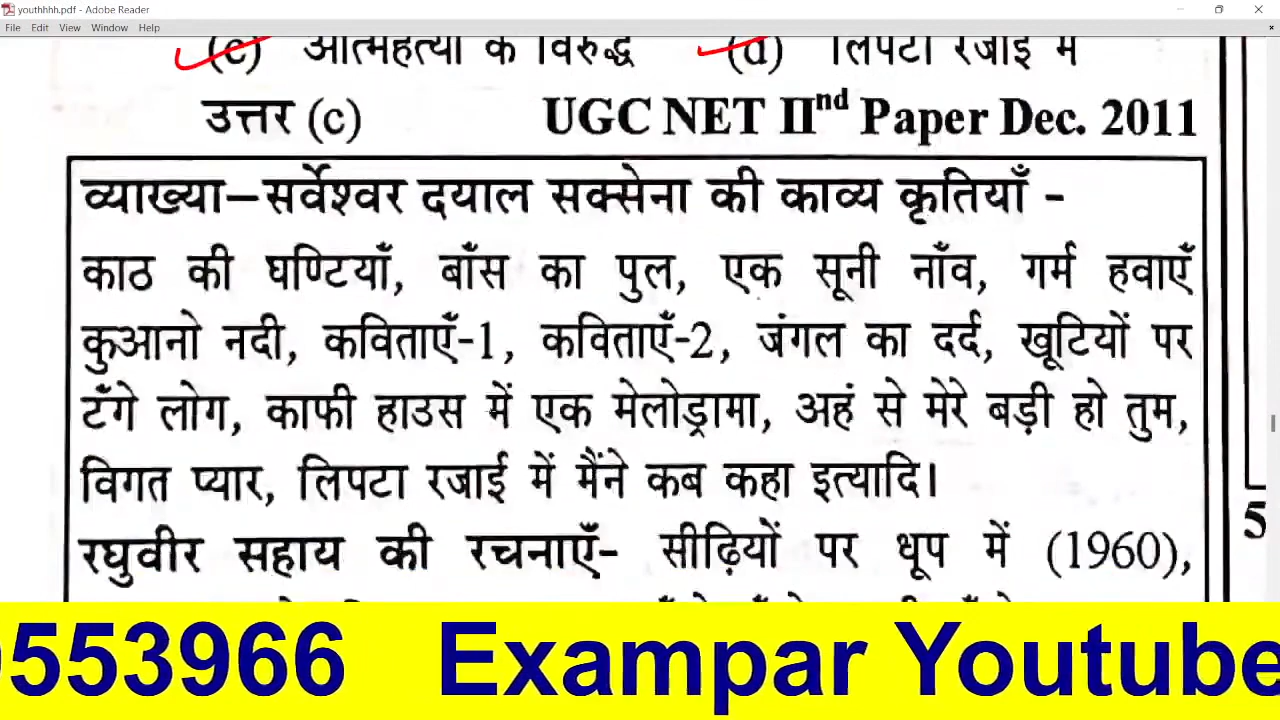 youthhhh.pdf - Adobe Reader
File Edit View Window Help
(c) आत्महत्या के विरुद्ध (d) लिपटा रजाई में
उत्तर (c) UGC NET IInd Paper Dec. 2011
व्याख्या–सर्वेश्वर दयाल सक्सेना की काव्य कृतियाँ -
काठ की घण्टियाँ, बाँस का पुल, एक सूनी नाँव, गर्म हवाएँ
कुआनो नदी, कविताएँ-1, कविताएँ-2, जंगल का दर्द, खूटियों पर
टँगे लोग, काफी हाउस में एक मेलोड्रामा, अहं से मेरे बड़ी हो तुम,
विगत प्यार, लिपटा रजाई में मैंने कब कहा इत्यादि।
रघुवीर सहाय की रचनाएँ- सीढ़ियों पर धूप में (1960),
5
553966 Exampar Youtube